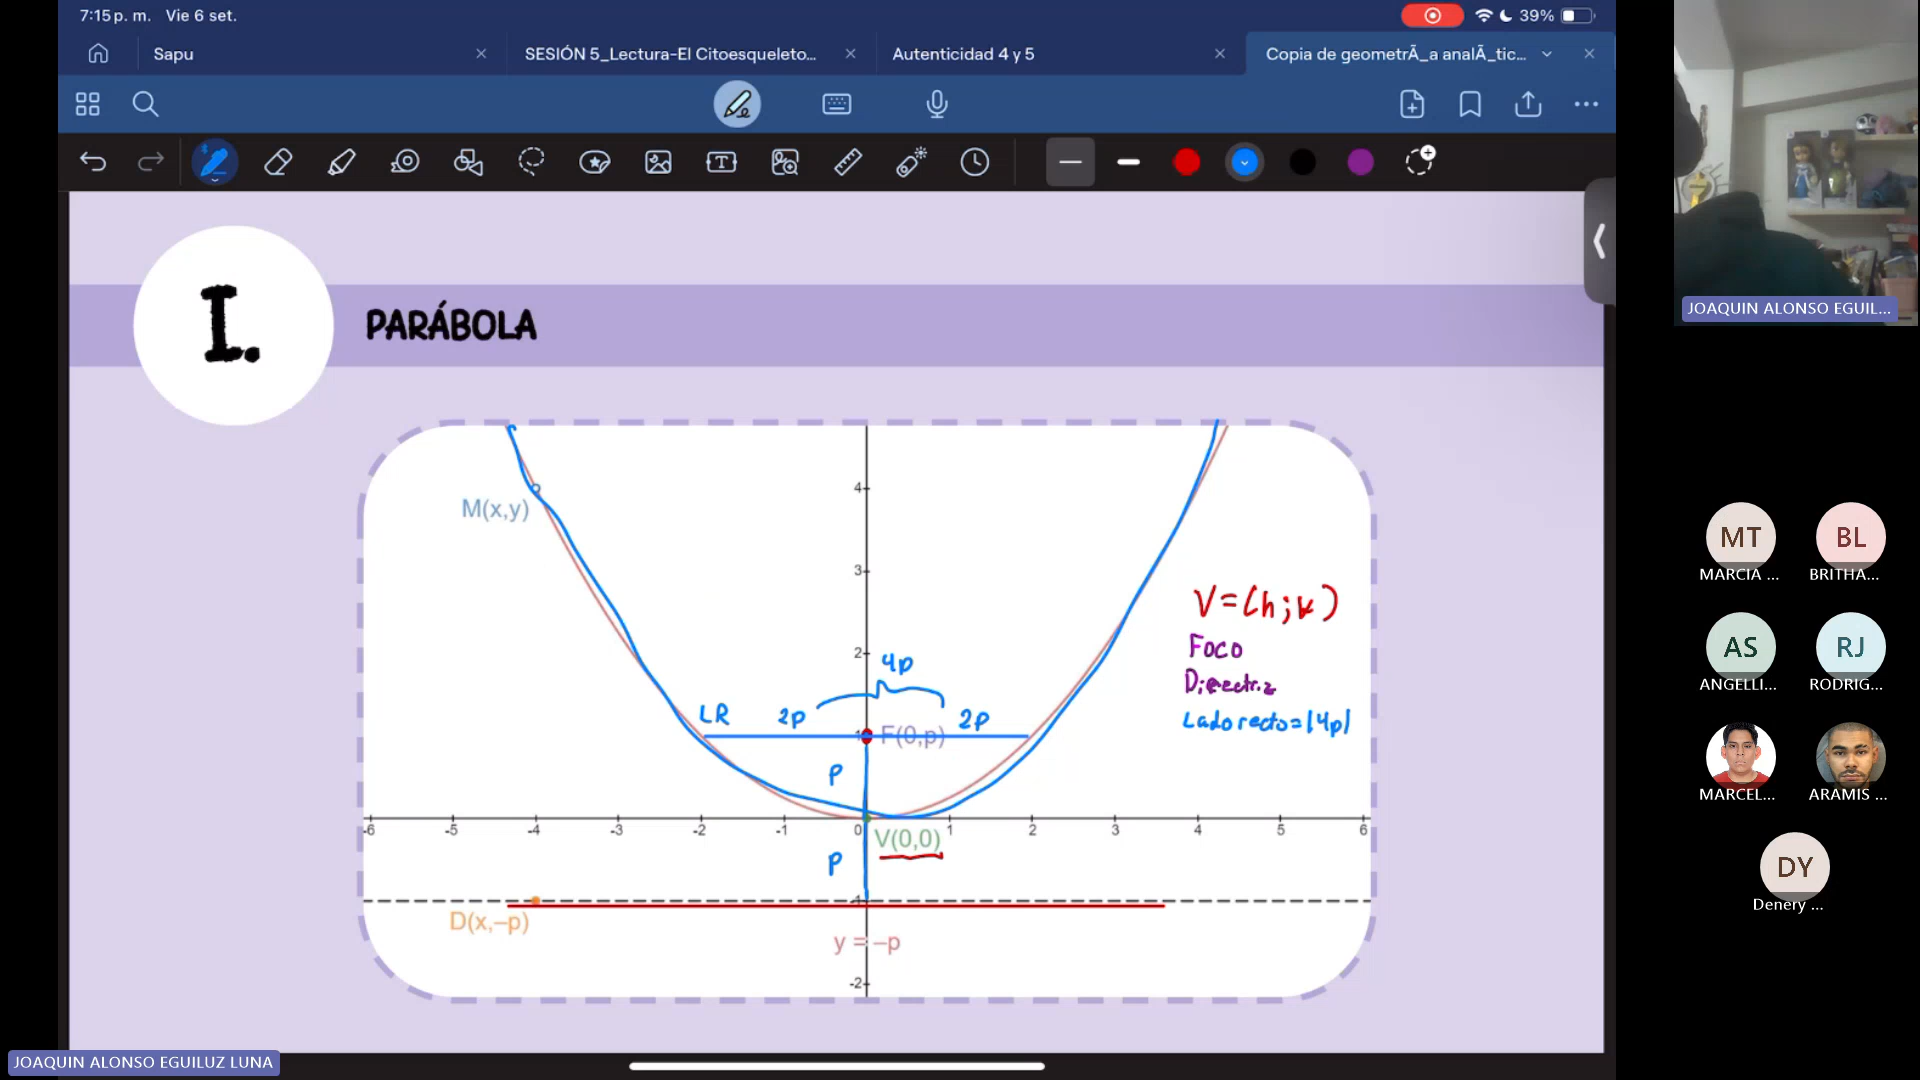 7:15 p. m. Vie 6 set.
39%
Sapu
SESIÓN 5_Lectura-El Citoesqueleto...
Autenticidad 4 y 5
Copia de geometrÃ_a analÃ_tic...
I.
PARÁBOLA
M(x,y)
4
3
2
1
4p
LR 2p 2p
F(0,p)
p
V=(h;k)
Foco
Directriz
Lado recto=|4p|
-6 -5 -4 -3 -2 -1 0 1 2 3 4 5 6
V(0,0)
p
-1
D(x,–p)
y = –p
-2
JOAQUIN ALONSO EGUILUZ LUNA
JOAQUIN ALONSO EGUIL...
MT BL
MARCIA ... BRITHA...
AS RJ
ANGELLI... RODRIG...
MARCEL... ARAMIS ...
DY
Denery ...